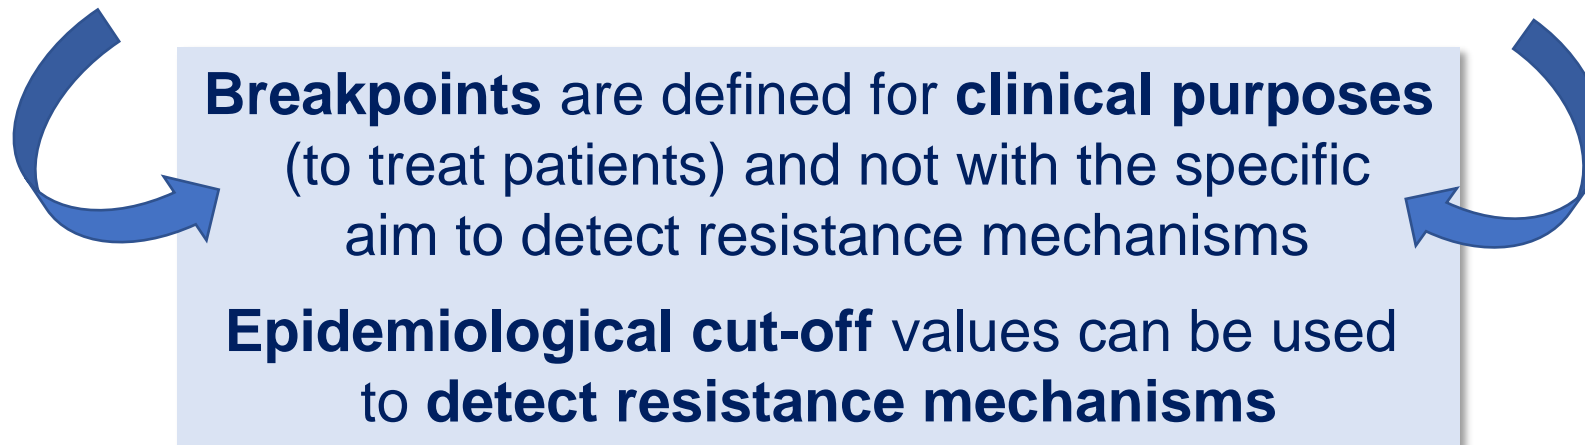 Breakpoints are defined for clinical purposes
(to treat patients) and not with the specific
aim to detect resistance mechanisms
Epidemiological cut-off values can be used
to detect resistance mechanisms